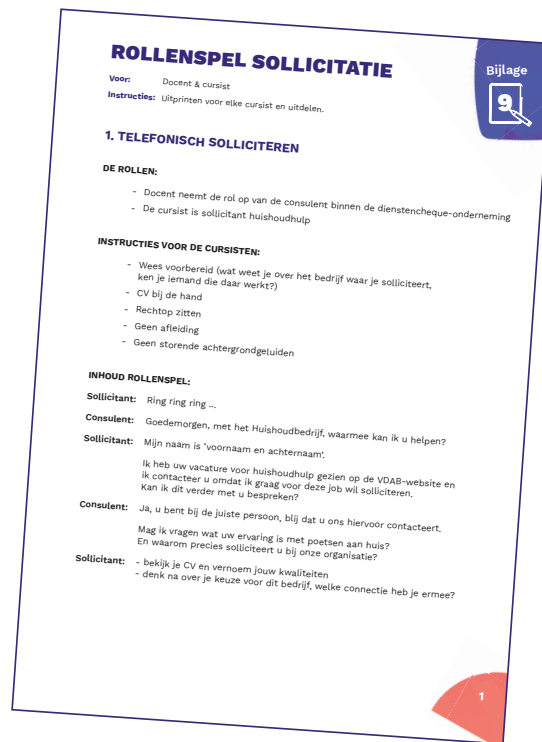 ROLLENSPEL SOLLICITATIE
Bijlage
9
Voor: Docent & cursist
Instructies: Uitprinten voor elke cursist en uitdelen.
1. TELEFONISCH SOLLICITEREN
DE ROLLEN:
- Docent neemt de rol op van de consulent binnen de dienstencheque-onderneming
- De cursist is sollicitant huishoudhulp
INSTRUCTIES VOOR DE CURSISTEN:
- Wees voorbereid (wat weet je over het bedrijf waar je solliciteert,
ken je iemand die daar werkt?)
- CV bij de hand
- Rechtop zitten
- Geen afleiding
- Geen storende achtergrondgeluiden
INHOUD ROLLENSPEL:
Sollicitant: Ring ring ring ...
Consulent: Goedemorgen, met het Huishoudbedrijf, waarmee kan ik u helpen?
Sollicitant: Mijn naam is ‘voornaam en achternaam’.
Ik heb uw vacature voor huishoudhulp gezien op de VDAB-website en
ik contacteer u omdat ik graag voor deze job wil solliciteren.
Kan ik dit verder met u bespreken?
Consulent: Ja, u bent bij de juiste persoon, blij dat u ons hiervoor contacteert.
Mag ik vragen wat uw ervaring is met poetsen aan huis?
En waarom precies solliciteert u bij onze organisatie?
Sollicitant: - bekijk je CV en vernoem jouw kwaliteiten
- denk na over je keuze voor dit bedrijf, welke connectie heb je ermee?
1